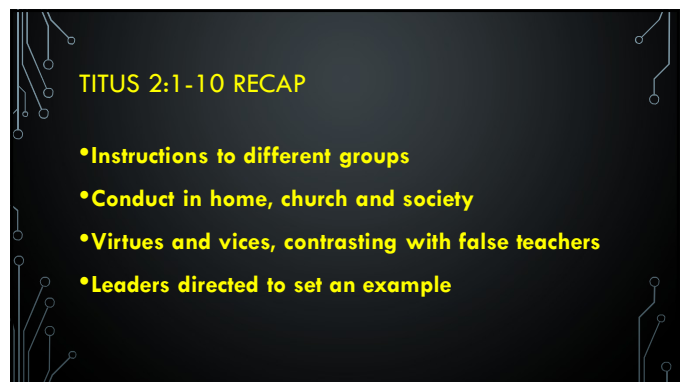 TITUS 2:1-10 RECAP
•Instructions to different groups
•Conduct in home, church and society
•Virtues and vices, contrasting with false teachers
•Leaders directed to set an example